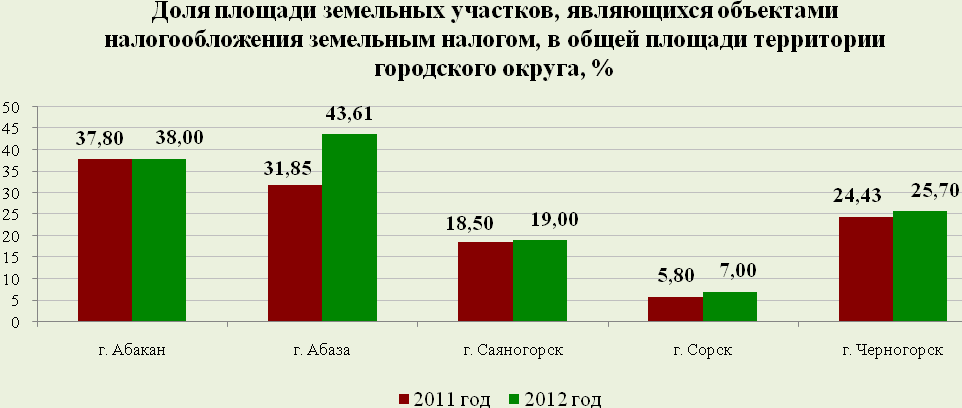 Доля площади земельных участков, являющихся объектами
налогообложения земельным налогом, в общей площади территории
городского округа, %
50
45
40
35
30
25
20
15
10
5
0
37,80
38,00
31,85
43,61
18,50
19,00
5,80
7,00
24,43
25,70
г. Абакан
г. Абаза
г. Саяногорск
г. Сорск
г. Черногорск
2011 год
2012 год